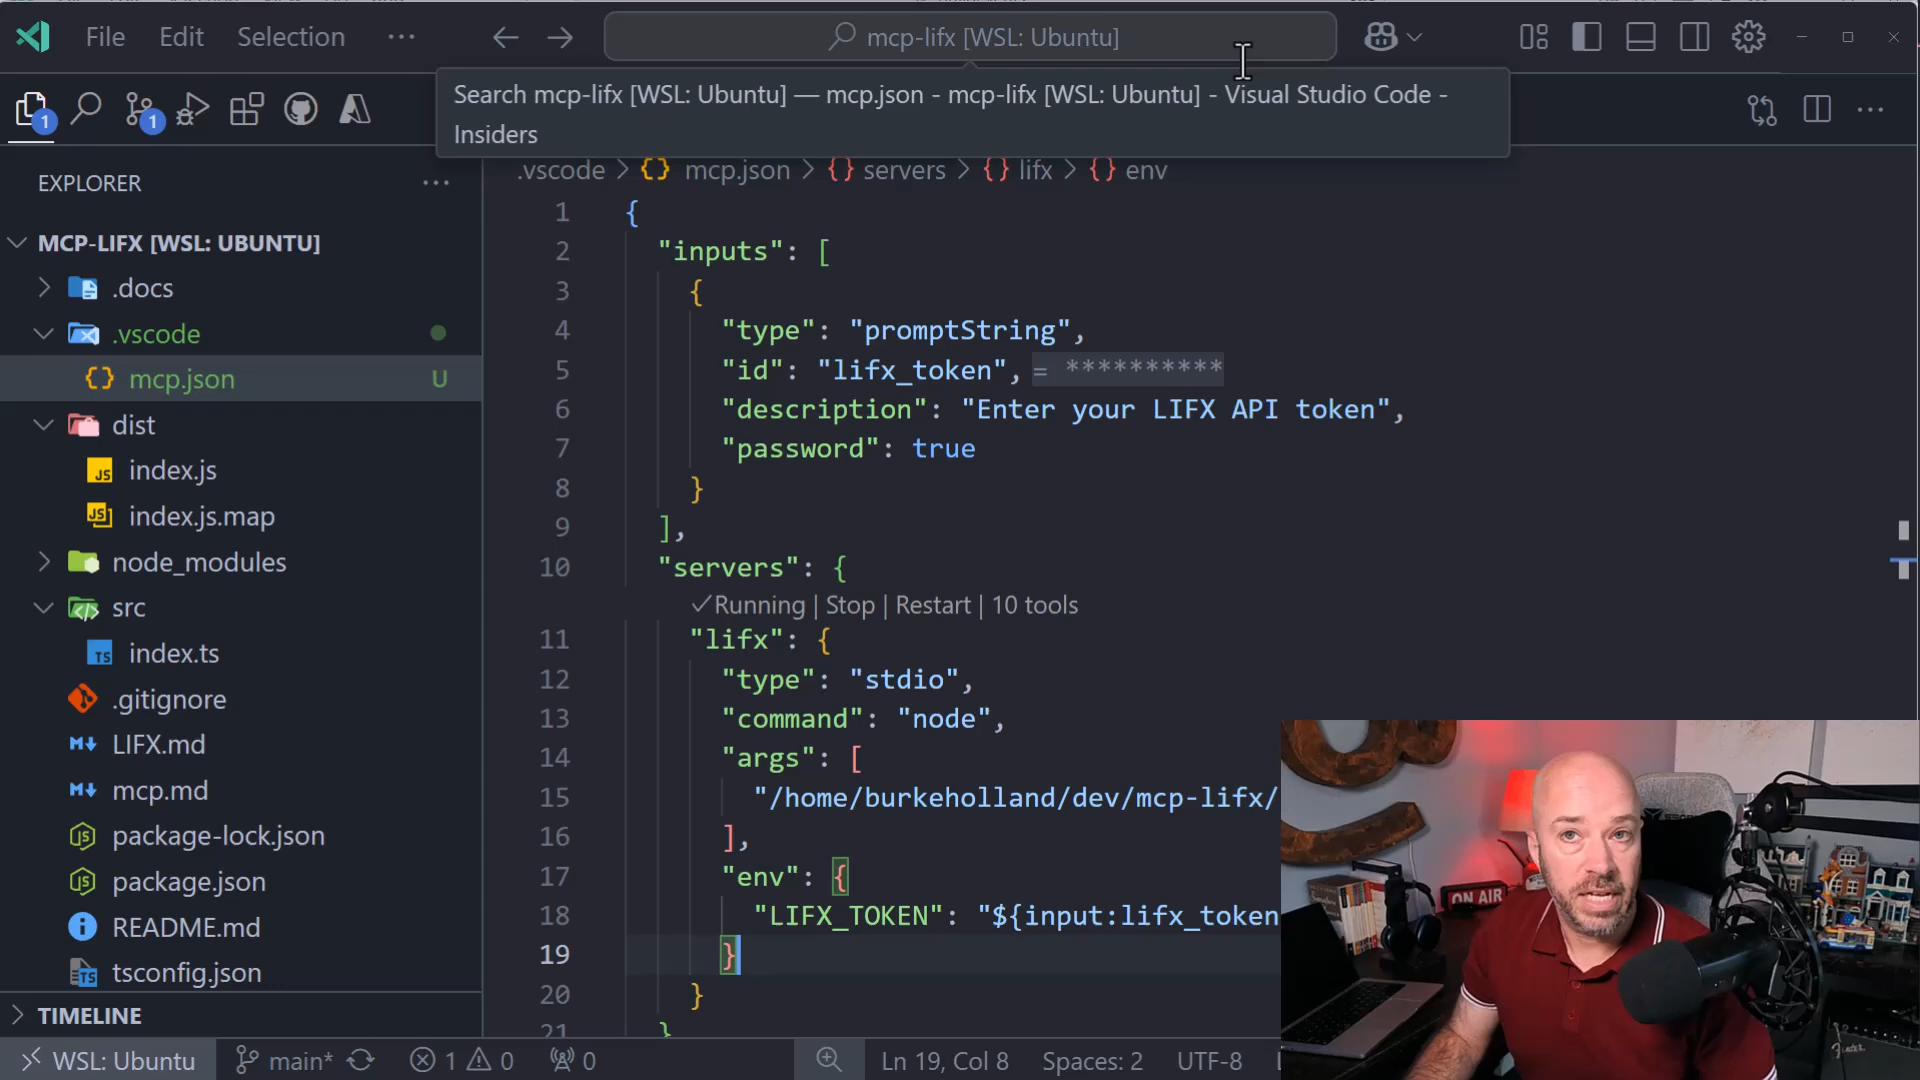 File Edit Selection ···
mcp-lifx [WSL: Ubuntu]
Search mcp-lifx [WSL: Ubuntu] — mcp.json - mcp-lifx [WSL: Ubuntu] - Visual Studio Code -
Insiders
1
1
EXPLORER
MCP-LIFX [WSL: UBUNTU]
.docs
.vscode
mcp.json U
dist
index.js
index.js.map
node_modules
src
index.ts
.gitignore
LIFX.md
mcp.md
package-lock.json
package.json
README.md
tsconfig.json
TIMELINE
.vscode > {} mcp.json > {} servers > {} lifx > {} env
1 {
2 "inputs": [
3 {
4 "type": "promptString",
5 "id": "lifx_token", = **********
6 "description": "Enter your LIFX API token",
7 "password": true
8 }
9 ],
10 "servers": {
✓Running | Stop | Restart | 10 tools
11 "lifx": {
12 "type": "stdio",
13 "command": "node",
14 "args": [
15 "/home/burkeholland/dev/mcp-lifx/
16 ],
17 "env": {
18 "LIFX_TOKEN": "${input:lifx_token
19 }
20 }
21 }
ON AIR
Fender
WSL: Ubuntu main* 1 0 0 Ln 19, Col 8 Spaces: 2 UTF-8